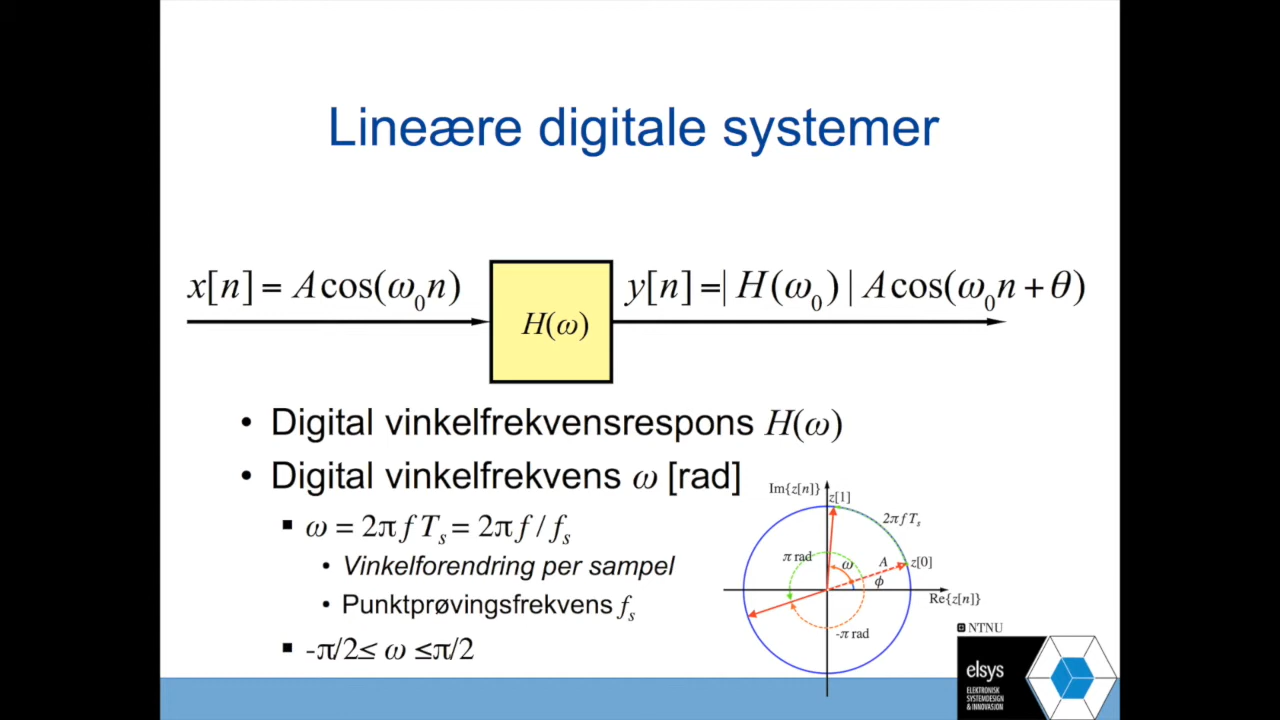 Lineære digitale systemer
x[n] = A cos(ω₀n)
H(ω)
y[n] =| H(ω₀) | A cos(ω₀n + θ)
• Digital vinkelfrekvensrespons H(ω)
• Digital vinkelfrekvens ω [rad]
▪ ω = 2π f Tₛ = 2π f / fₛ
• Vinkelforendring per sampel
• Punktprøvingsfrekvens fₛ
▪ -π/2≤ ω ≤π/2
Im{z[n]}
z[1]
2π f Tₛ
π rad
ω
A
z[0]
ϕ
Re{z[n]}
-π rad
NTNU
elsys
ELEKTRONISK
SYSTEMDESIGN
& INNOVASJON